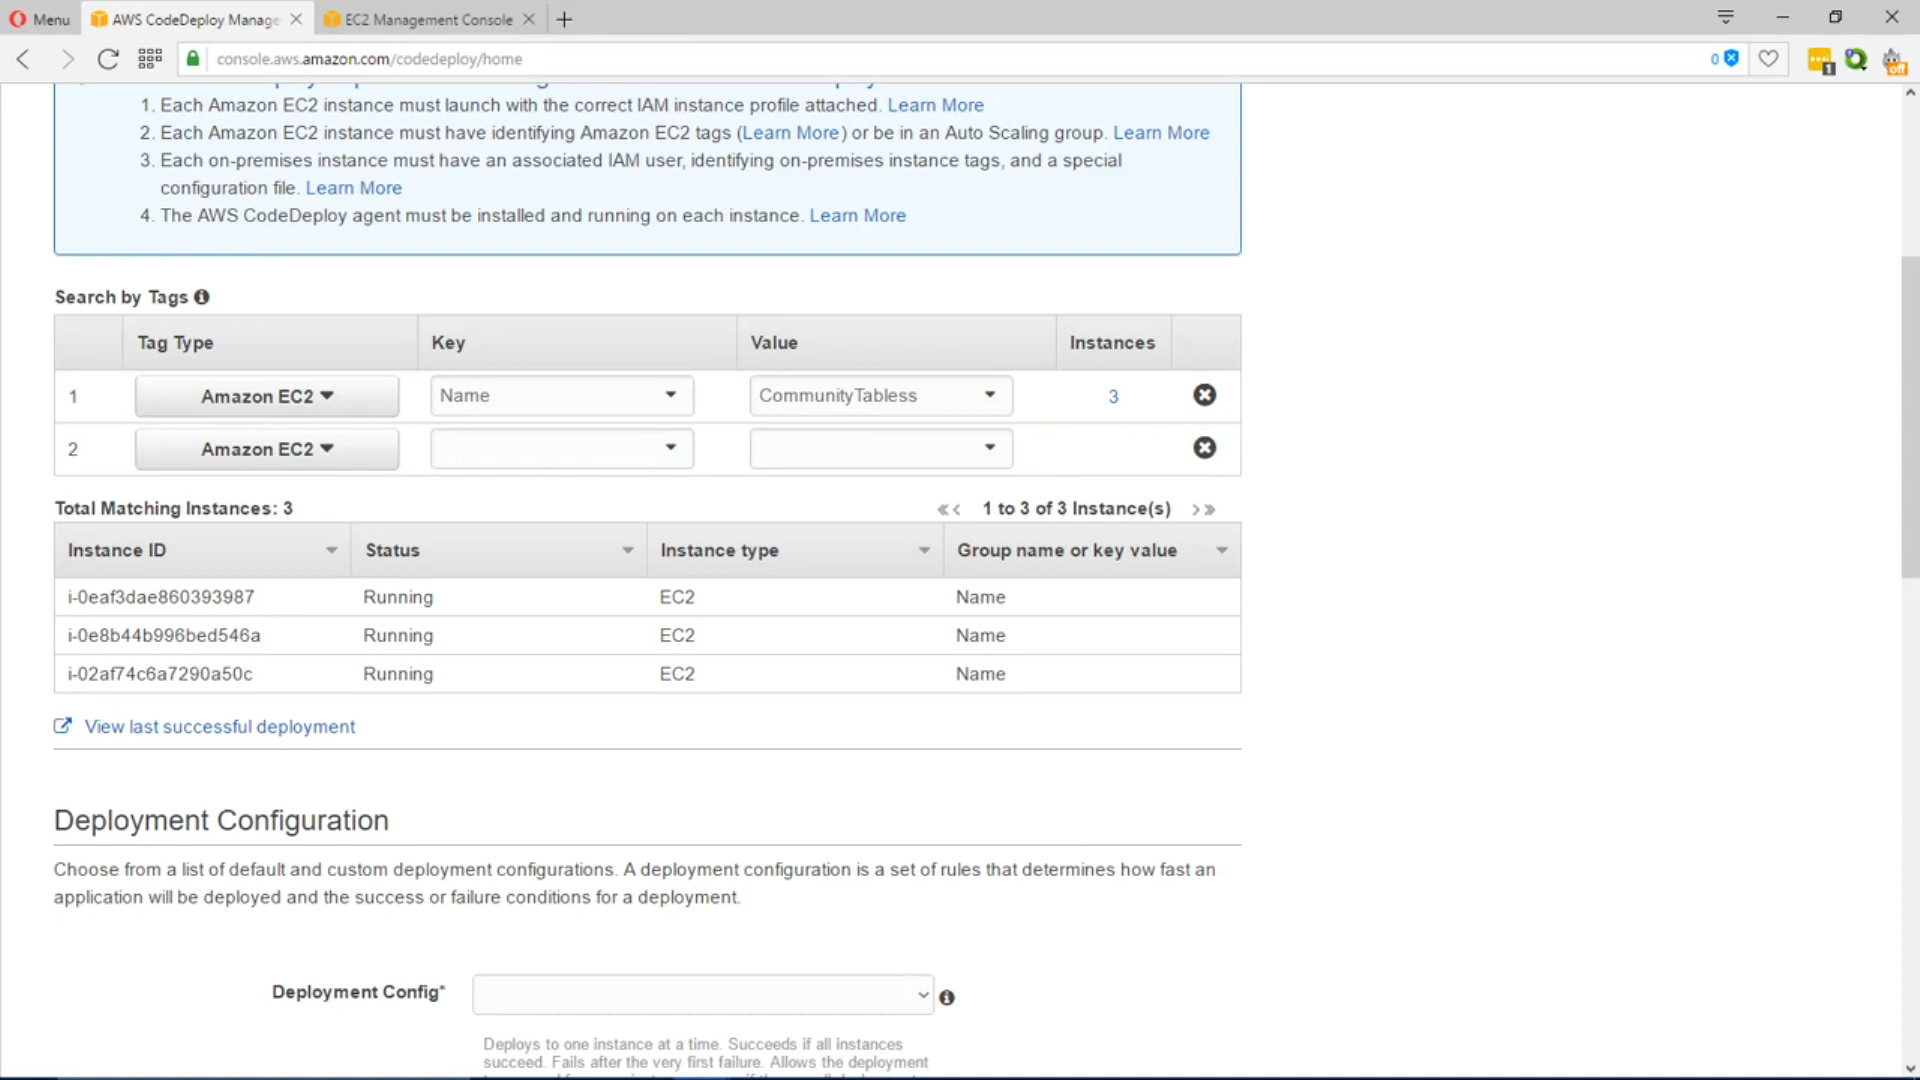 Menu
AWS CodeDeploy Manage
EC2 Management Console
console.aws.amazon.com/codedeploy/home
0
1
off
1. Each Amazon EC2 instance must launch with the correct IAM instance profile attached. Learn More
2. Each Amazon EC2 instance must have identifying Amazon EC2 tags (Learn More) or be in an Auto Scaling group. Learn More
3. Each on-premises instance must have an associated IAM user, identifying on-premises instance tags, and a special
configuration file. Learn More
4. The AWS CodeDeploy agent must be installed and running on each instance. Learn More
Search by Tags
Tag Type Key Value Instances
1 Amazon EC2 Name CommunityTabless 3
2 Amazon EC2
Total Matching Instances: 3 «‹ 1 to 3 of 3 Instance(s) ›»
Instance ID Status Instance type Group name or key value
i-0eaf3dae860393987 Running EC2 Name
i-0e8b44b996bed546a Running EC2 Name
i-02af74c6a7290a50c Running EC2 Name
View last successful deployment
Deployment Configuration
Choose from a list of default and custom deployment configurations. A deployment configuration is a set of rules that determines how fast an
application will be deployed and the success or failure conditions for a deployment.
Deployment Config*
Deploys to one instance at a time. Succeeds if all instances
succeed. Fails after the very first failure. Allows the deployment